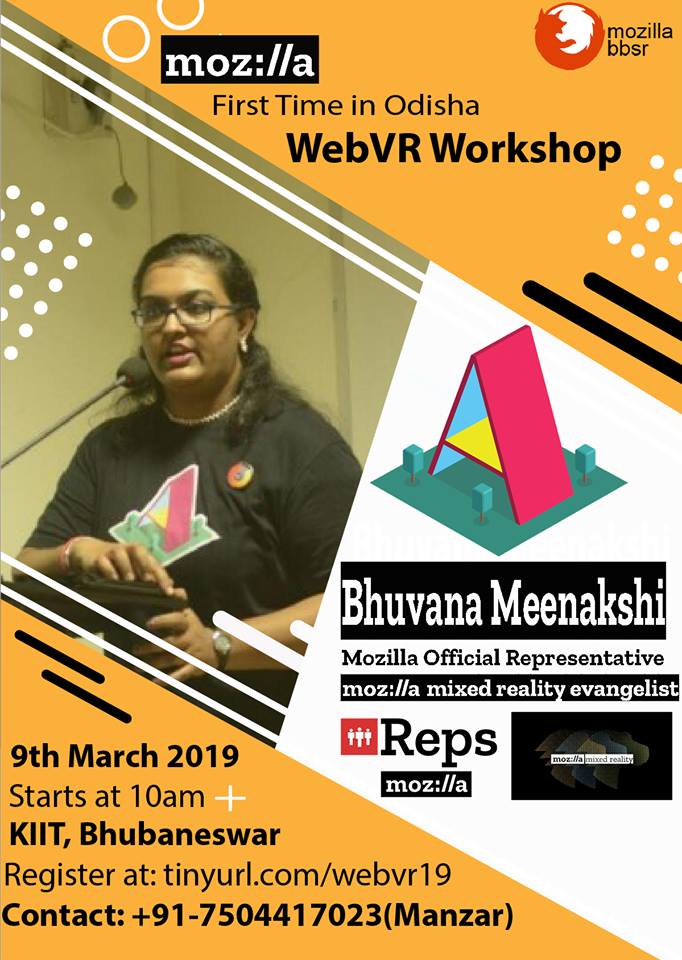 moz://a
mozilla
bbsr
First Time in Odisha
WebVR Workshop
Bhuvana Meenakshi
Bhuvana Meenakshi
Mozilla Official Representative
moz://a mixed reality evangelist
Reps
moz://a
moz://a mixed reality
9th March 2019
Starts at 10am
KIIT, Bhubaneswar
Register at: tinyurl.com/webvr19
Contact: +91-7504417023(Manzar)